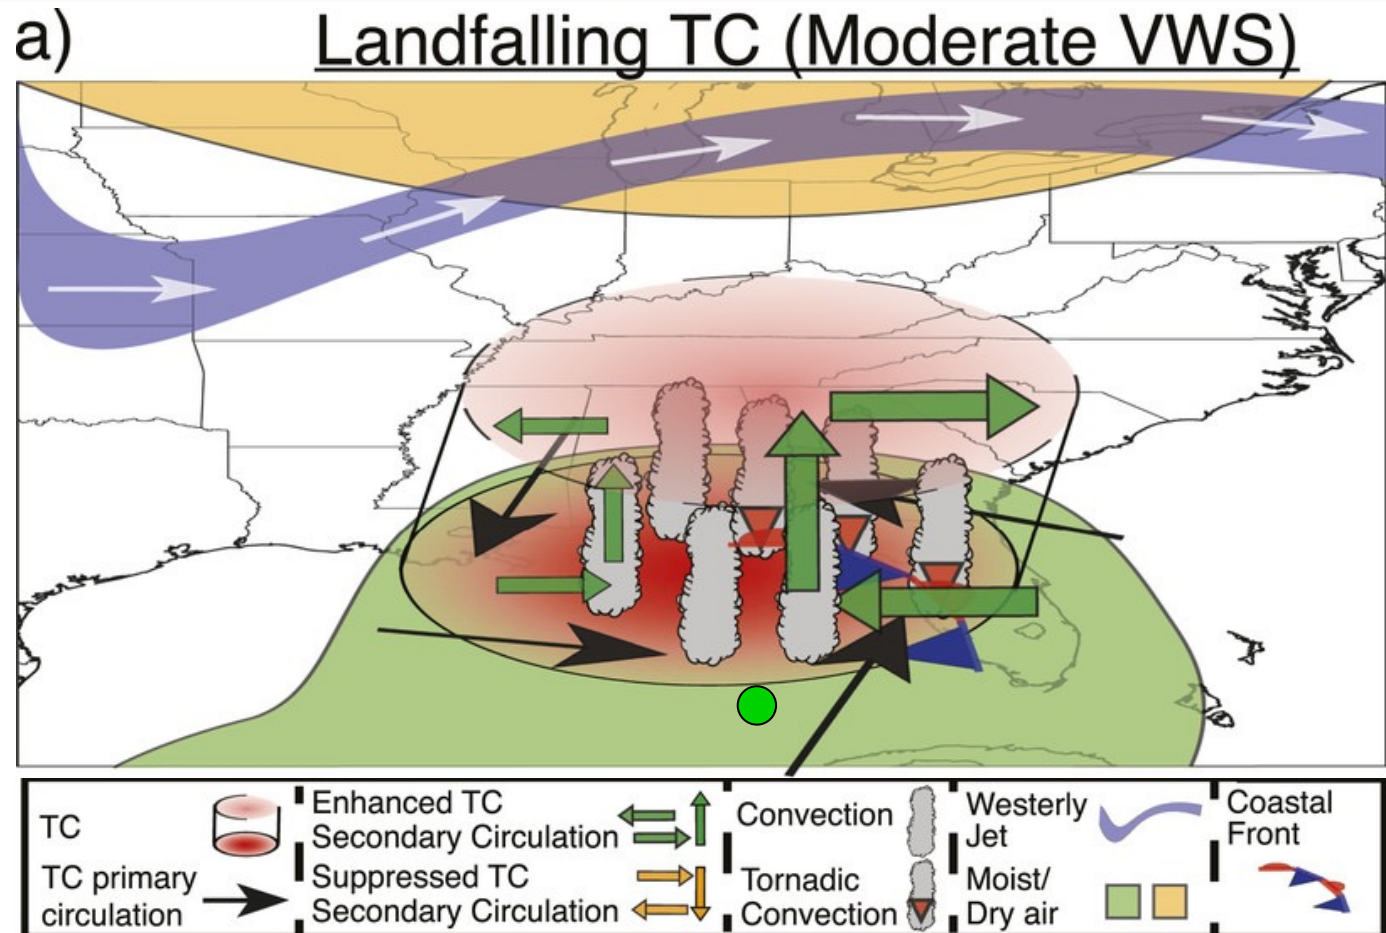 a)
Landfalling TC (Moderate VWS)
TC
TC primary
circulation
Enhanced TC
Secondary Circulation
Suppressed TC
Secondary Circulation
Convection
Tornadic
Convection
Westerly
Jet
Moist/
Dry air
Coastal
Front